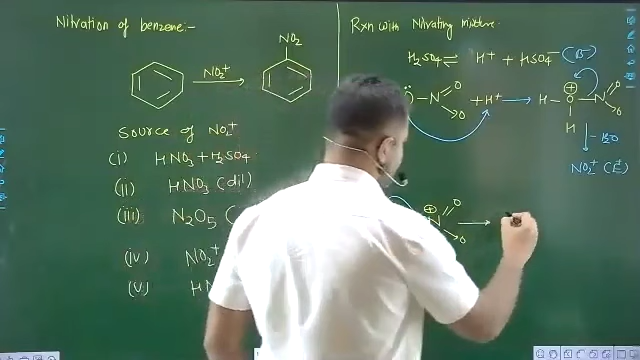 Nitration of benzene:-
NO2
NO2+
Source of NO2+
(i) HNO3 + H2SO4
(ii) HNO3 (dil)
(iii) N2O5
(iv) NO2+
(v)
Rxn with Nitrating mixture
H2SO4 ⇌ H+ + HSO4-
O-N O + H+ → H-O-N O
O H O
-H2O
NO2+ (E+)
⊕ N O →
O